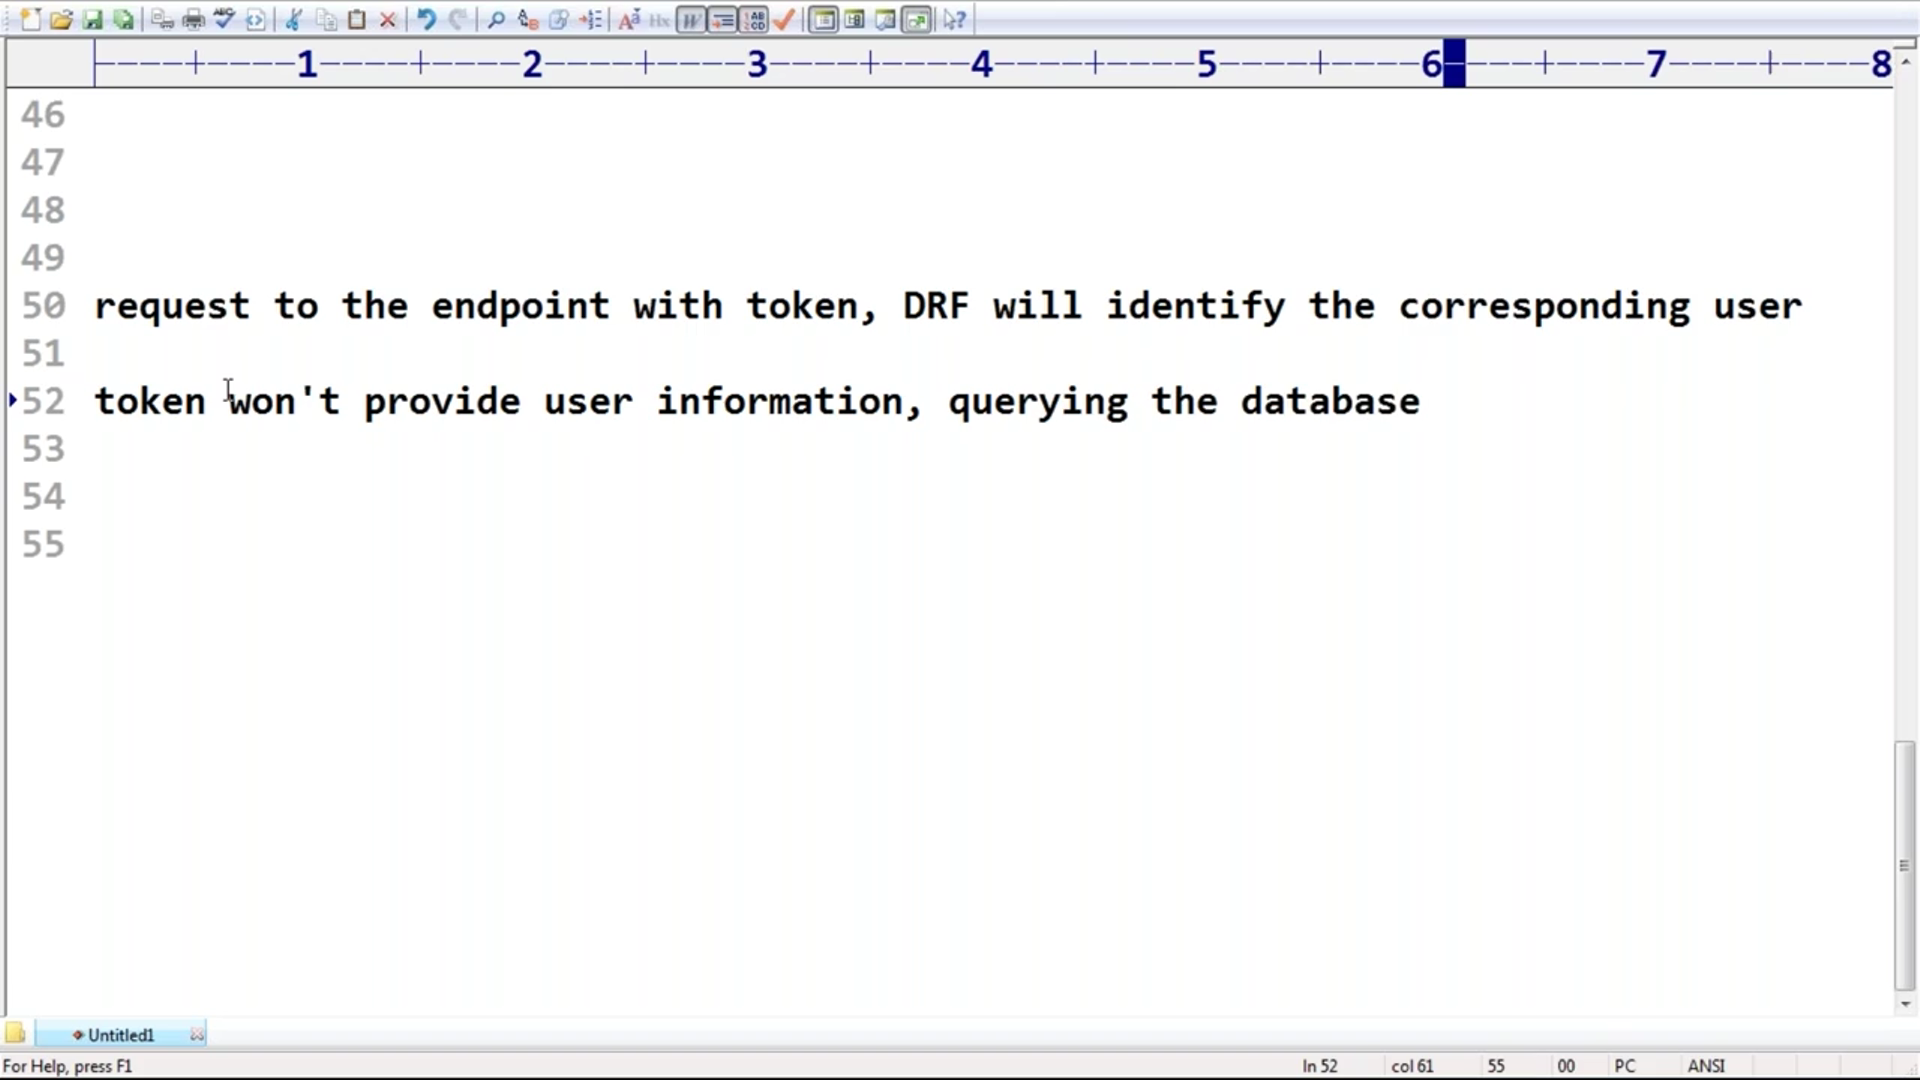 1 2 3 4 5 6 7 8
46
47
48
49
50 request to the endpoint with token, DRF will identify the corresponding user
51
52 token won't provide user information, querying the database
53
54
55
Untitled1
For Help, press F1 ln 52 col 61 55 00 PC ANSI